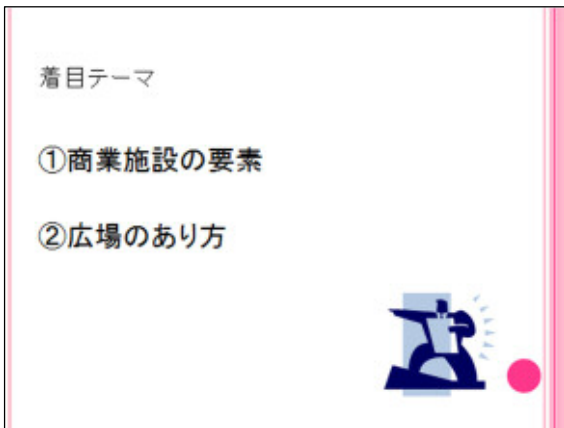 着目テーマ
①商業施設の要素
②広場のあり方